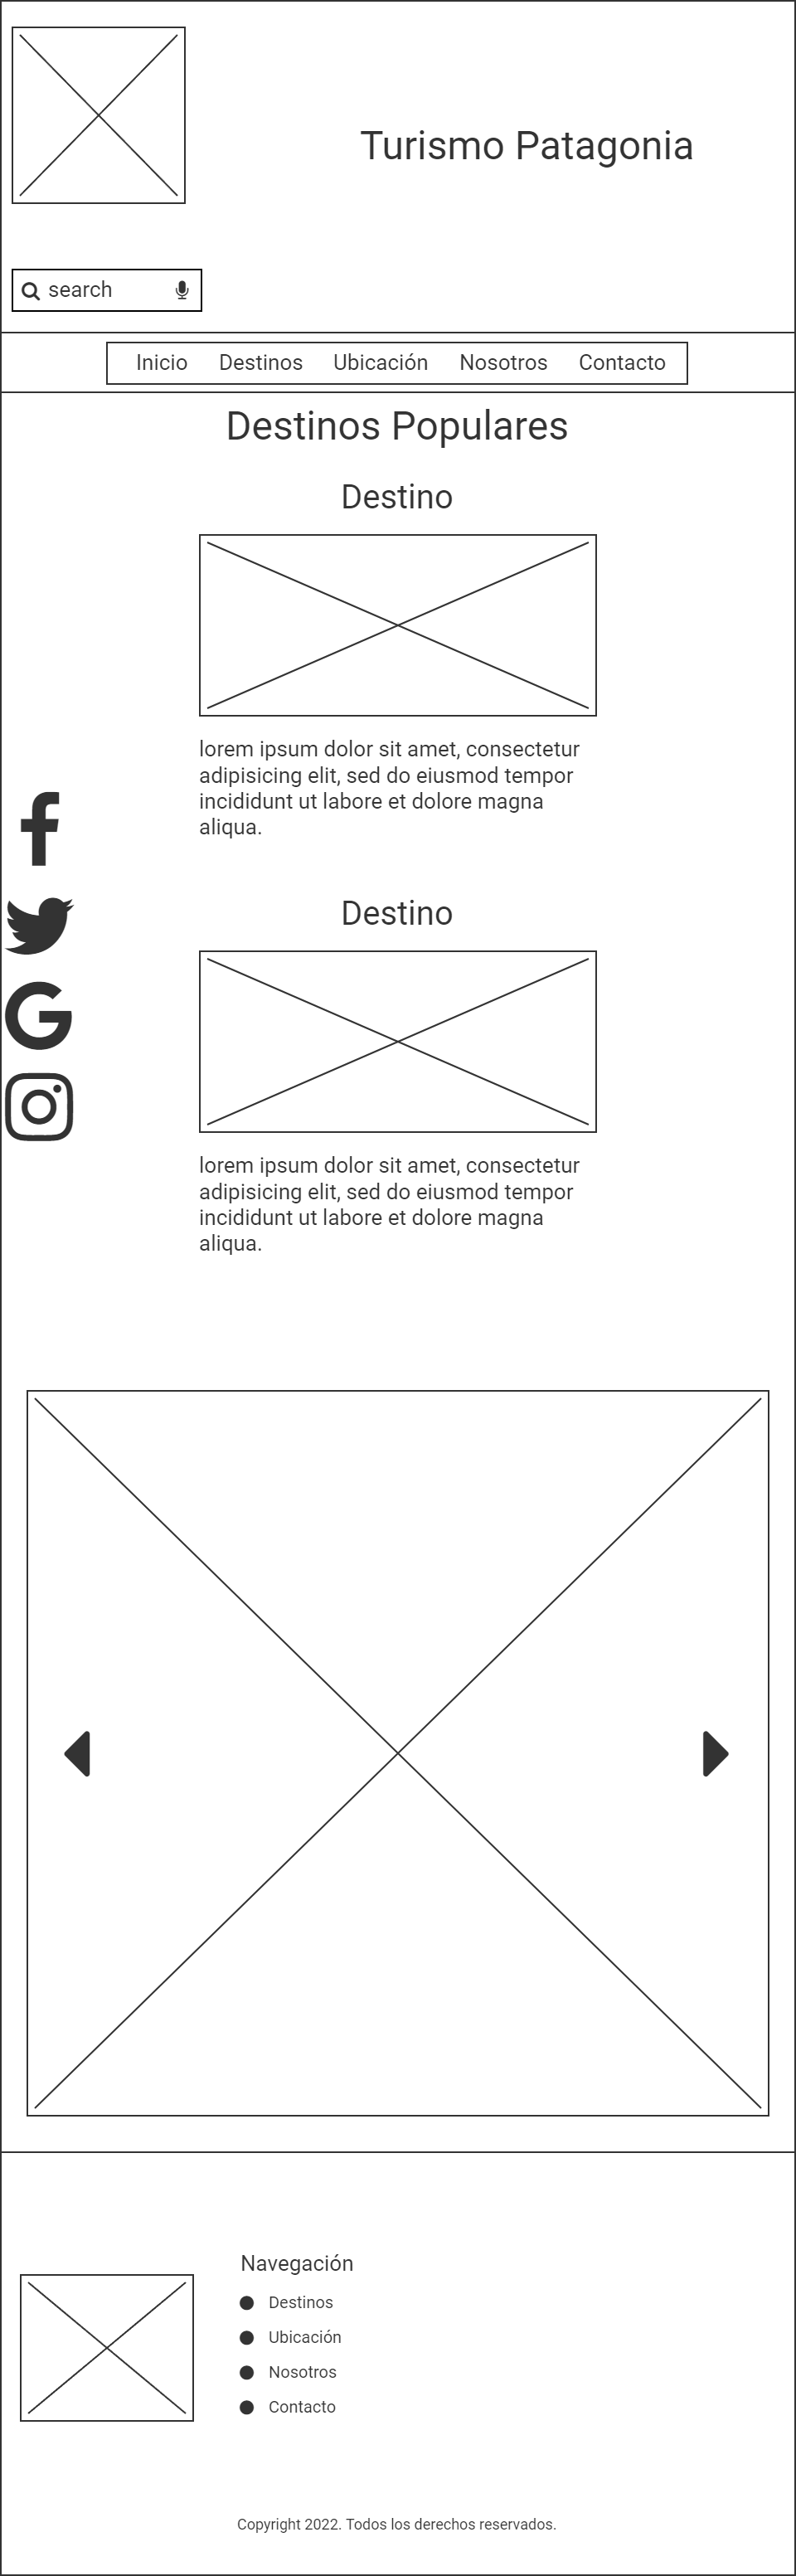 Turismo Patagonia
search
Inicio Destinos Ubicación Nosotros Contacto
Destinos Populares
Destino
lorem ipsum dolor sit amet, consectetur
adipisicing elit, sed do eiusmod tempor
incididunt ut labore et dolore magna
aliqua.
Destino
lorem ipsum dolor sit amet, consectetur
adipisicing elit, sed do eiusmod tempor
incididunt ut labore et dolore magna
aliqua.
Navegación
Destinos
Ubicación
Nosotros
Contacto
Copyright 2022. Todos los derechos reservados.